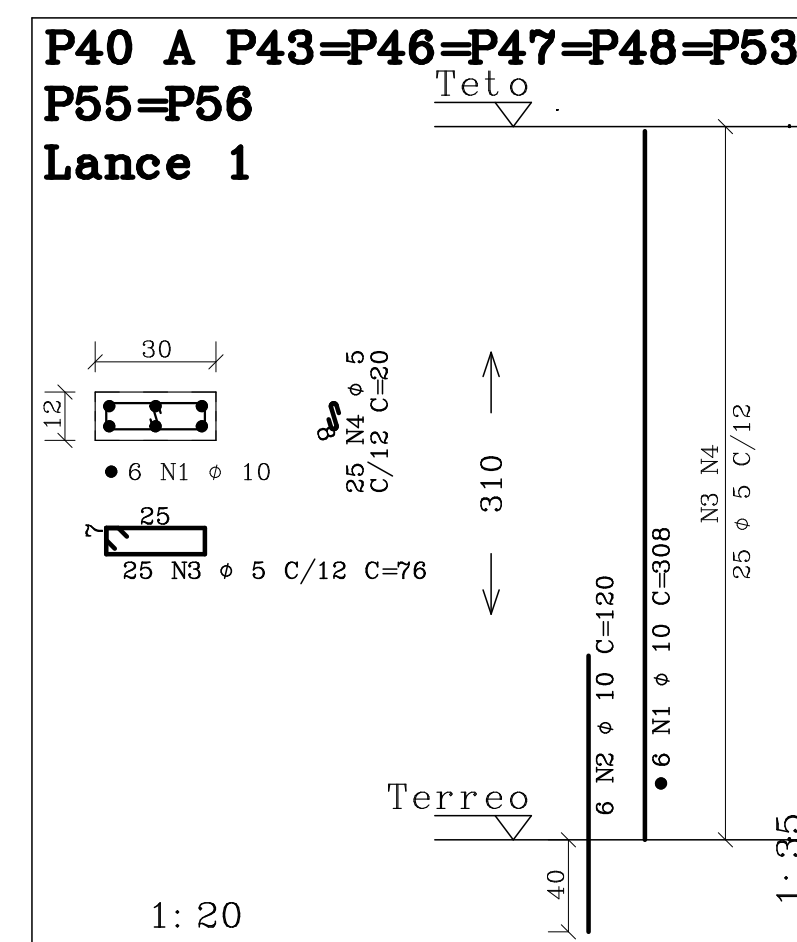 P40 A P43=P46=P47=P48=P53
P55=P56
Lance 1
Teto
30
12
6 N1 φ 10
25 N4 φ 5
C/12 C=20
25
7
25 N3 φ 5 C/12 C=76
310
6 N2 φ 10 C=120
6 N1 φ 10 C=308
N3 N4
25 φ 5 C/12
Terreo
40
1:20
1:35